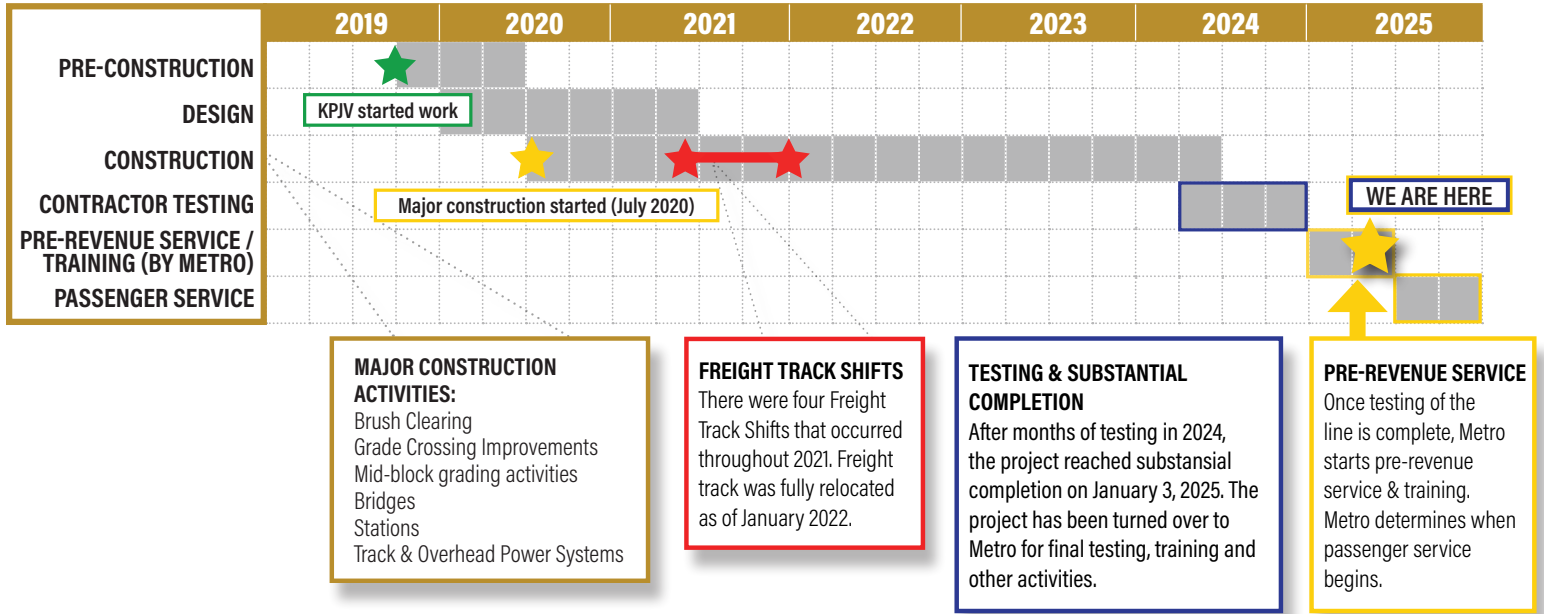 2019 2020 2021 2022 2023 2024 2025
PRE-CONSTRUCTION
KPJV started work
DESIGN
CONSTRUCTION
Major construction started (July 2020)
CONTRACTOR TESTING
WE ARE HERE
PRE-REVENUE SERVICE /
TRAINING (BY METRO)
PASSENGER SERVICE
MAJOR CONSTRUCTION
ACTIVITIES:
Brush Clearing
Grade Crossing Improvements
Mid-block grading activities
Bridges
Stations
Track & Overhead Power Systems
FREIGHT TRACK SHIFTS
There were four Freight
Track Shifts that occurred
throughout 2021. Freight
track was fully relocated
as of January 2022.
TESTING & SUBSTANTIAL
COMPLETION
After months of testing in 2024,
the project reached substansial
completion on January 3, 2025. The
project has been turned over to
Metro for final testing, training and
other activities.
PRE-REVENUE SERVICE
Once testing of the
line is complete, Metro
starts pre-revenue
service & training.
Metro determines when
passenger service
begins.